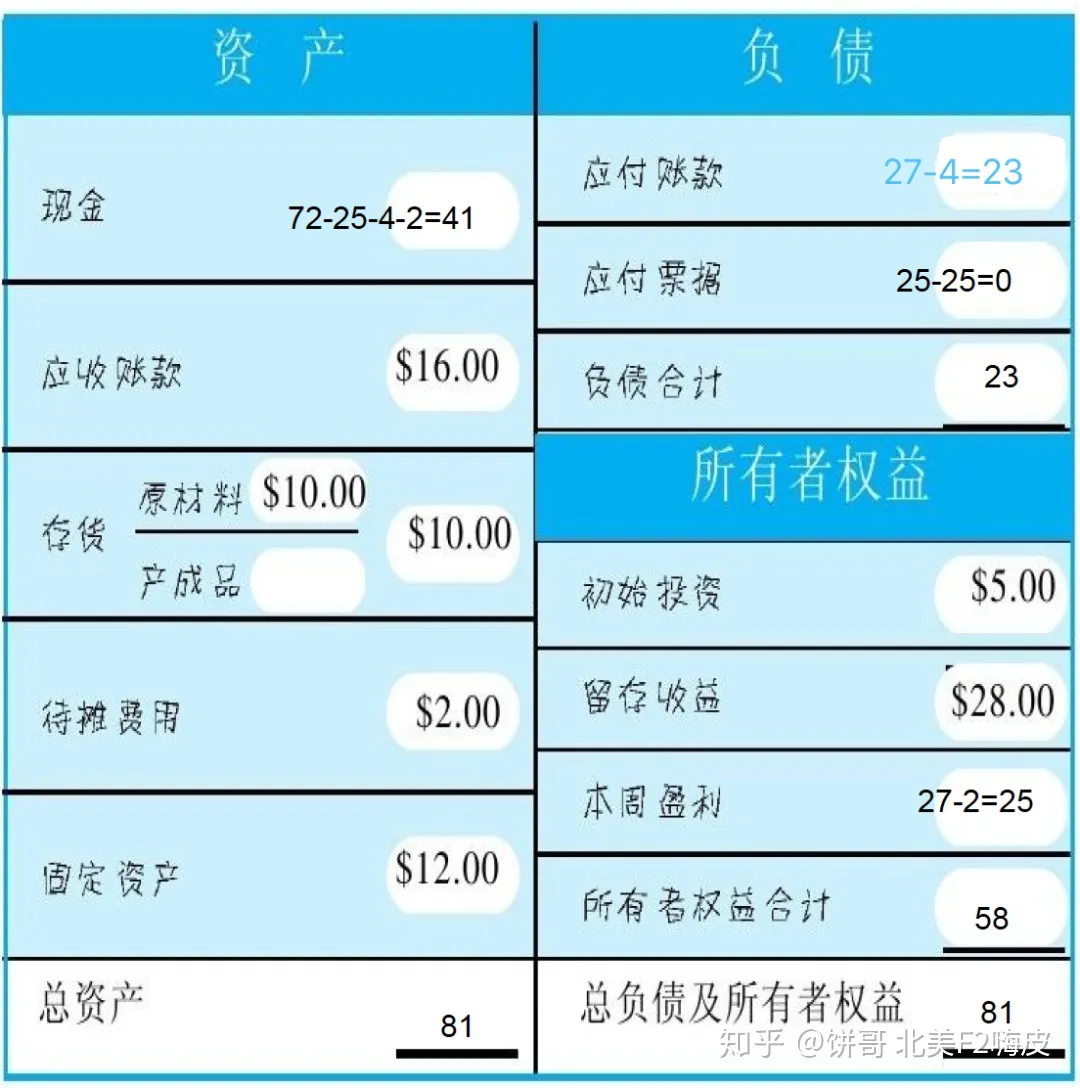 资 产
现金 72-25-4-2=41
应收账款 $16.00
存货 原材料 $10.00 $10.00
产成品
待摊费用 $2.00
固定资产 $12.00
总资产 81
负 债
应付账款 27-4=23
应付票据 25-25=0
负债合计 23
所有者权益
初始投资 $5.00
留存收益 $28.00
本周盈利 27-2=25
所有者权益合计 58
总负债及所有者权益 81
知乎 @饼哥 北美F2嗨皮